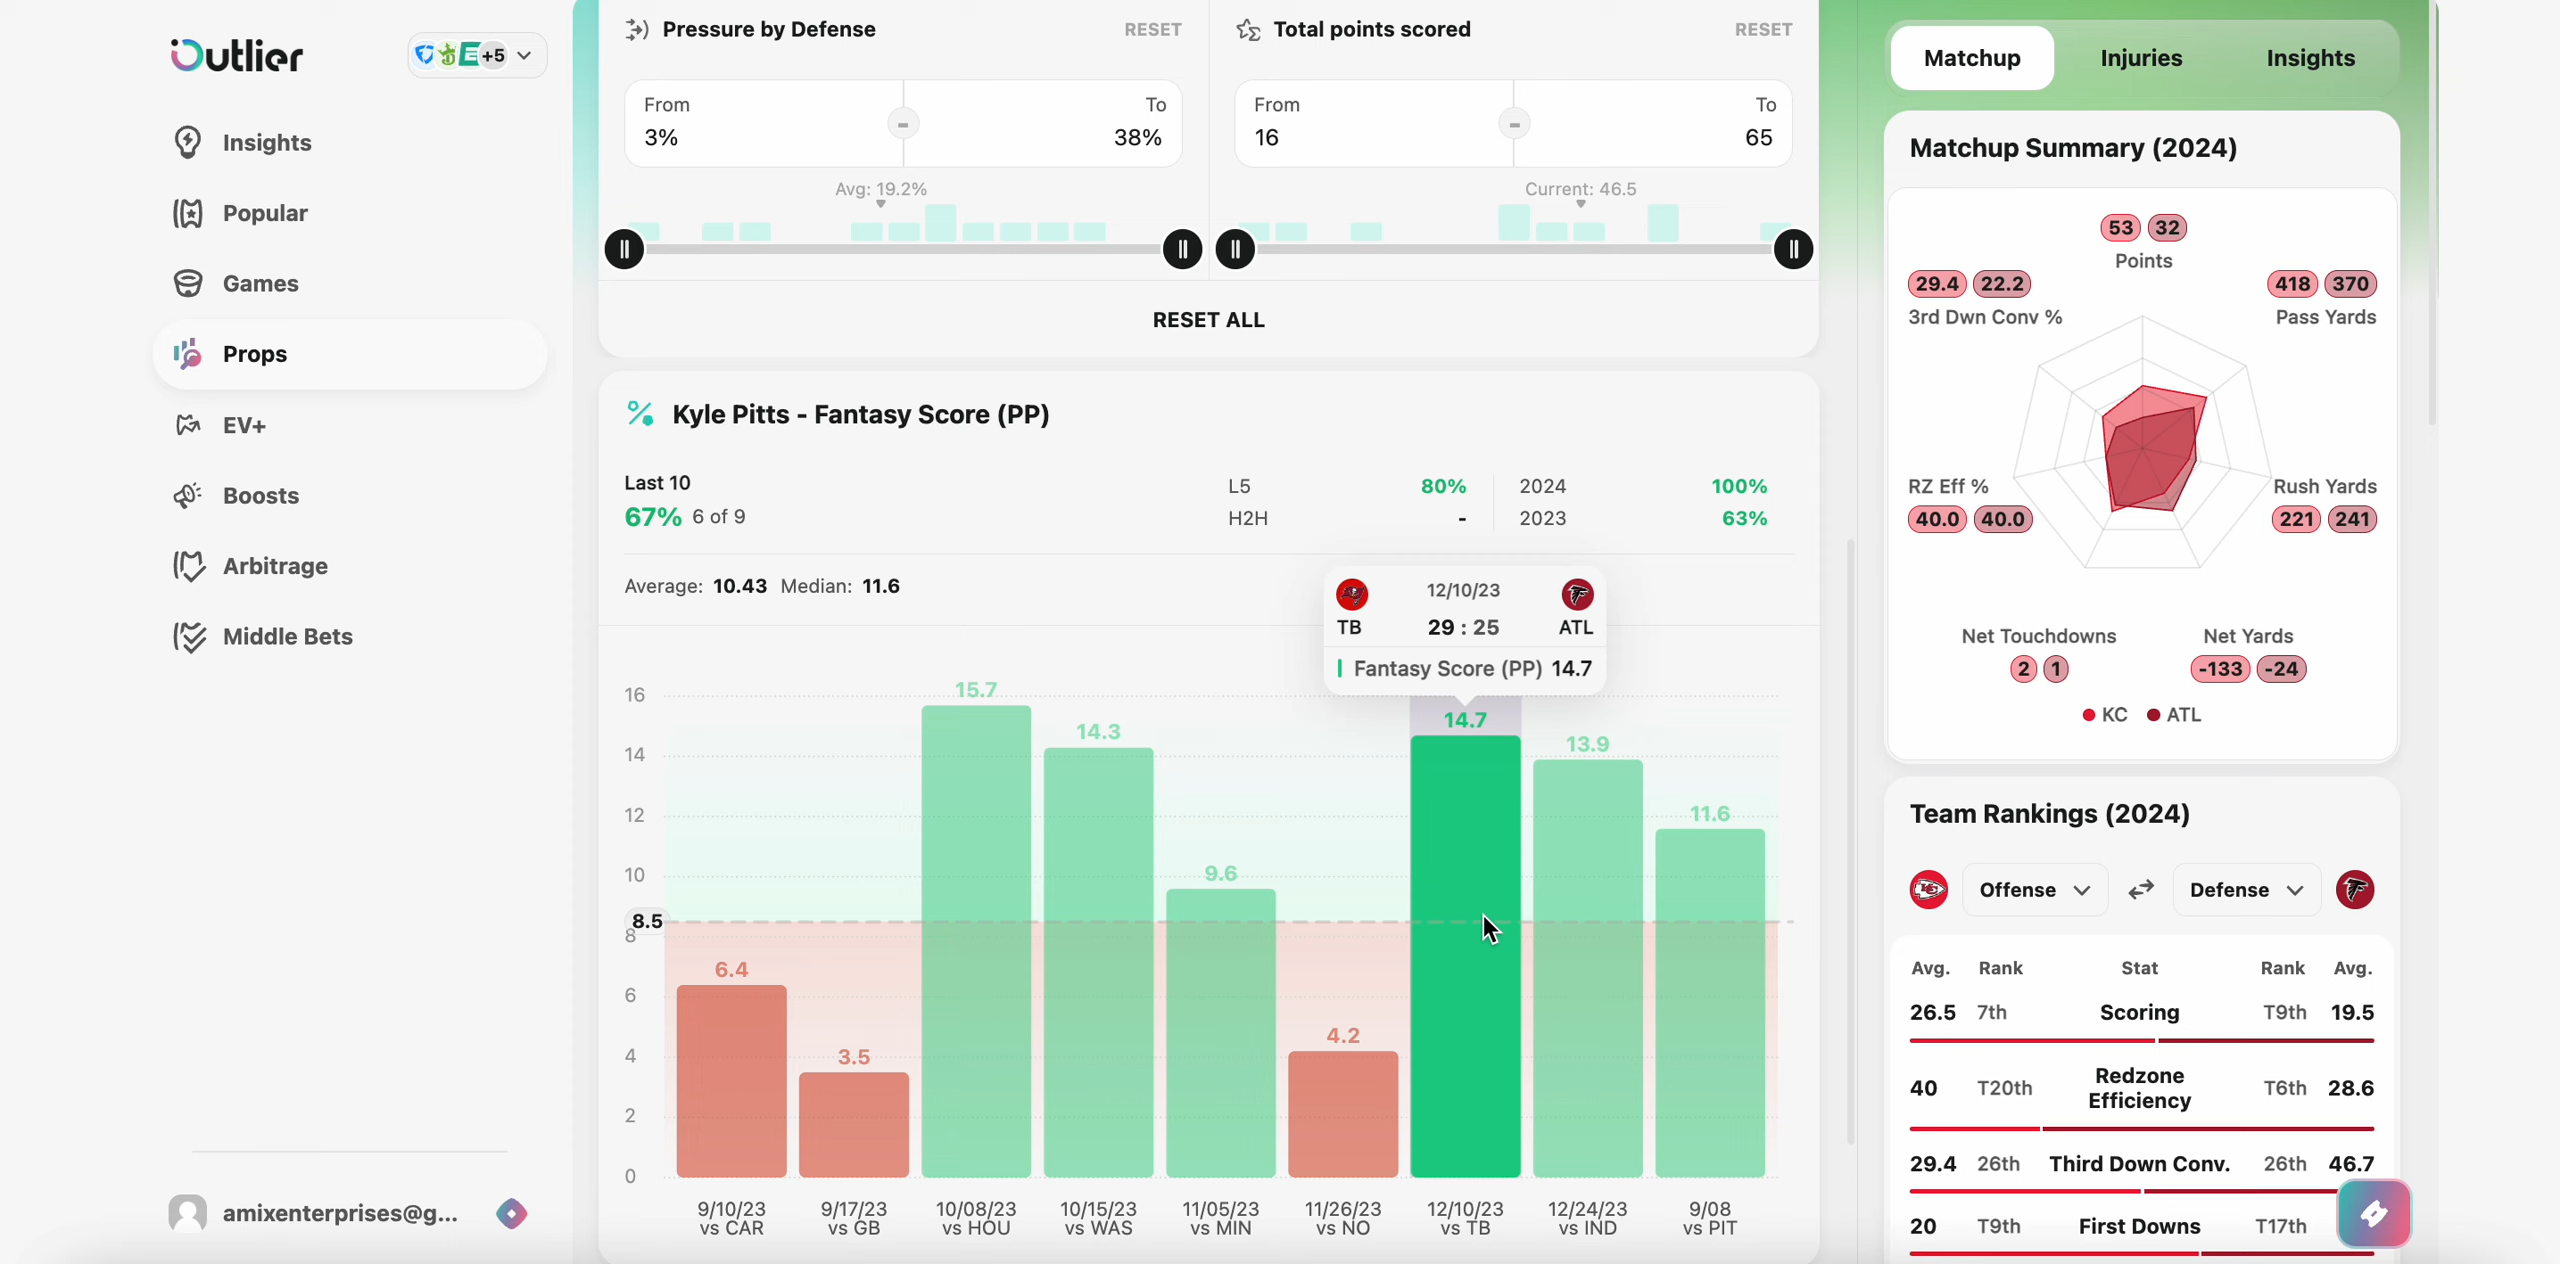 Outlier
+5
Insights
Popular
Games
Props
EV+
Boosts
Arbitrage
Middle Bets
amixenterprises@g...
Pressure by Defense RESET
From To
3% - 38%
Avg: 19.2%
Total points scored RESET
From To
16 - 65
Current: 46.5
RESET ALL
Kyle Pitts - Fantasy Score (PP)
Last 10
67% 6 of 9
L5 80%
H2H -
2024 100%
2023 63%
Average: 10.43 Median: 11.6
12/10/23
TB 29 : 25 ATL
Fantasy Score (PP) 14.7
16
14
12
10
8.5
8
6
4
2
0
6.4
3.5
15.7
14.3
9.6
4.2
14.7
13.9
11.6
9/10/23
vs CAR
9/17/23
vs GB
10/08/23
vs HOU
10/15/23
vs WAS
11/05/23
vs MIN
11/26/23
vs NO
12/10/23
vs TB
12/24/23
vs IND
9/08
vs PIT
Matchup Injuries Insights
Matchup Summary (2024)
53 32
Points
29.4 22.2
3rd Dwn Conv %
418 370
Pass Yards
RZ Eff %
40.0 40.0
Rush Yards
221 241
Net Touchdowns
2 1
Net Yards
-133 -24
KC ATL
Team Rankings (2024)
Offense Defense
Avg. Rank Stat Rank Avg.
26.5 7th Scoring T9th 19.5
40 T20th Redzone Efficiency T6th 28.6
29.4 26th Third Down Conv. 26th 46.7
20 T9th First Downs T17th